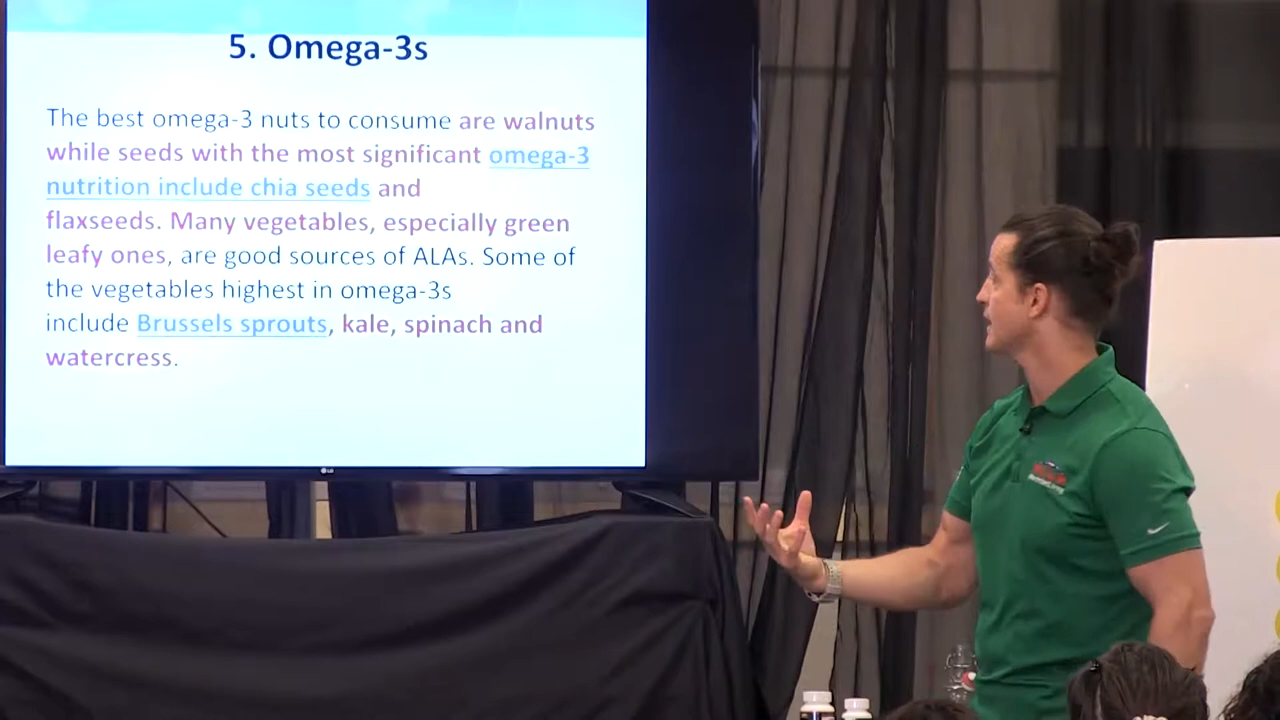 5. Omega-3s
The best omega-3 nuts to consume are walnuts
while seeds with the most significant omega-3
nutrition include chia seeds and
flaxseeds. Many vegetables, especially green
leafy ones, are good sources of ALAs. Some of
the vegetables highest in omega-3s
include Brussels sprouts, kale, spinach and
watercress.
LG